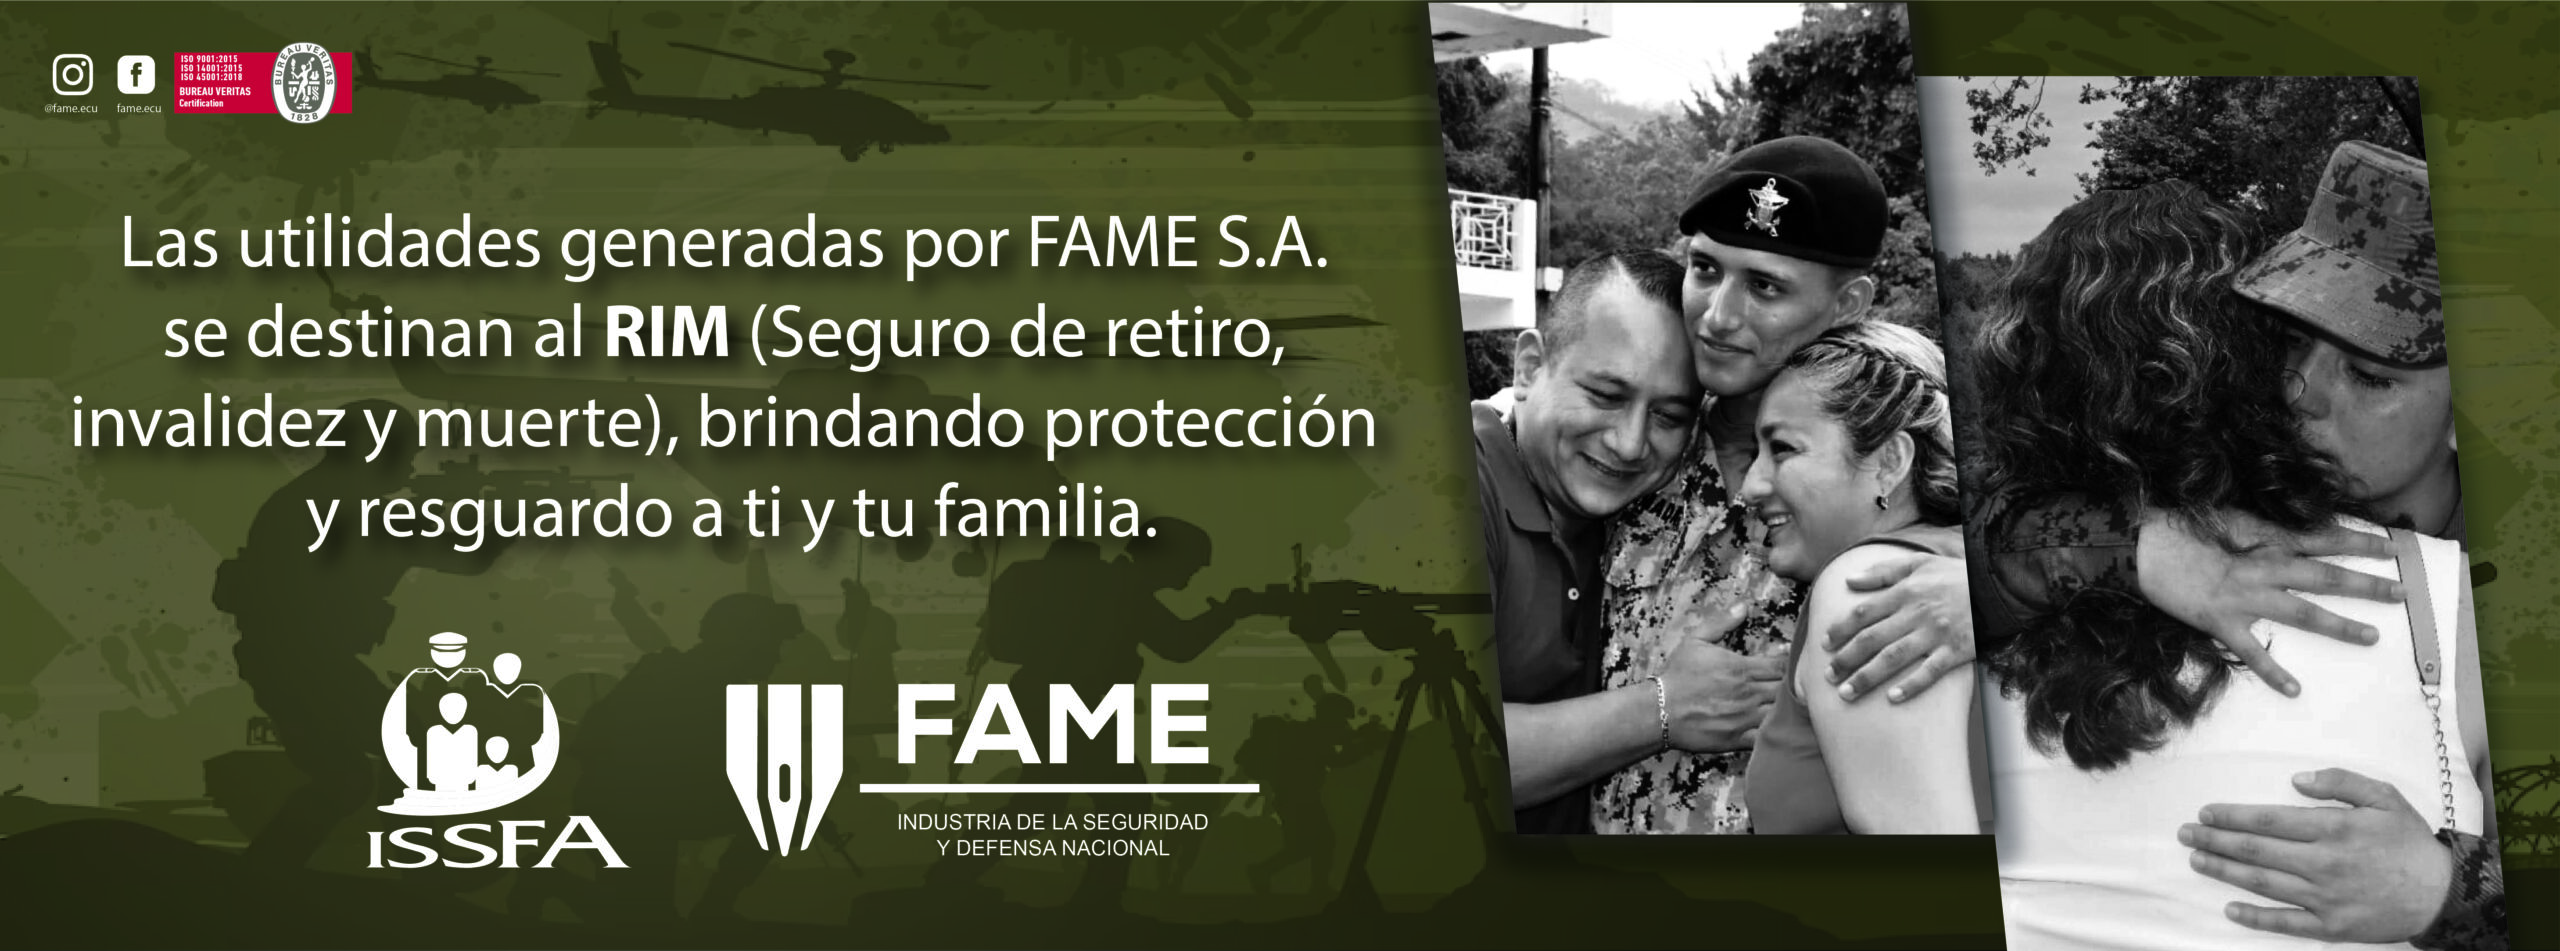 @fame.ecu
fame.ecu
ISO 9001:2015
ISO 14001:2015
ISO 45001:2018
BUREAU VERITAS
Certification
BUREAU VERITAS
1828
Las utilidades generadas por FAME S.A.
se destinan al RIM (Seguro de retiro,
invalidez y muerte), brindando protección
y resguardo a ti y tu familia.
ISSFA
FAME
INDUSTRIA DE LA SEGURIDAD
Y DEFENSA NACIONAL